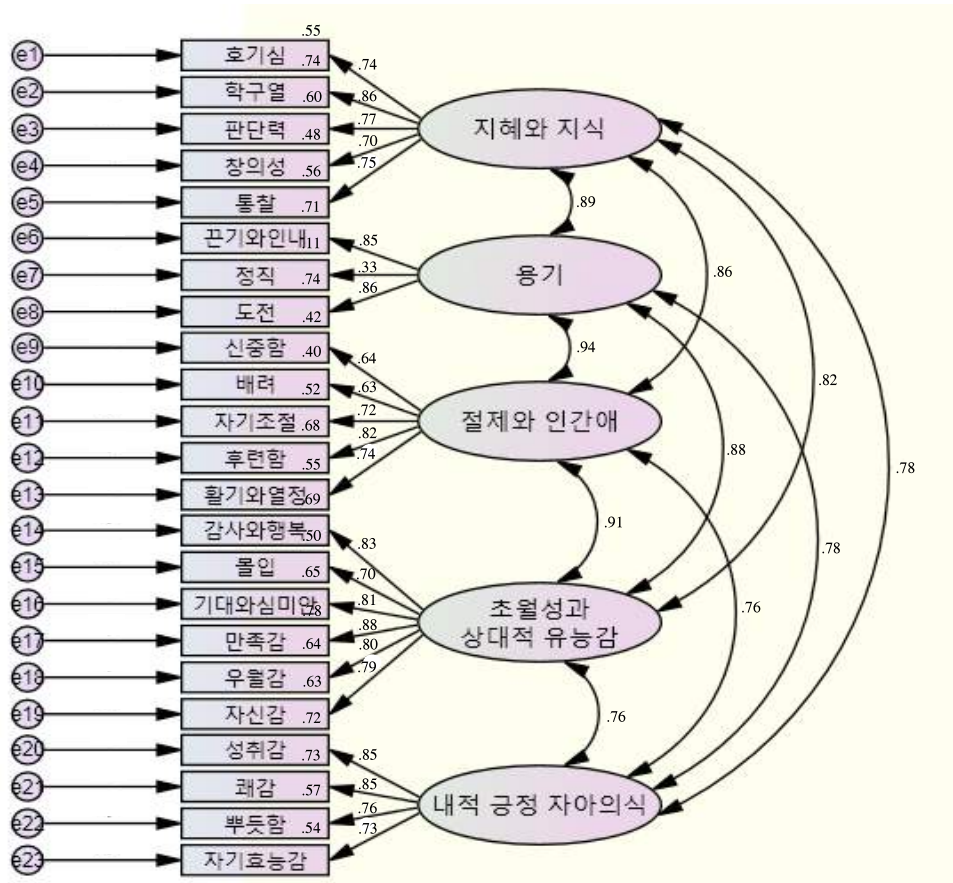 .55
e1 호기심 .74 .74
e2 학구열 .60 .86
e3 판단력 .48 .77
e4 창의성 .56 .70
e5 통찰 .71 .75
지혜와 지식
e6 끈기와인내 .11 .85
e7 정직 .74 .33
e8 도전 .42 .86
용기
e9 신중함 .40 .64
e10 배려 .52 .63
e11 자기조절 .68 .72
e12 후련함 .55 .82
e13 활기와열정 .69 .74
절제와 인간애
e14 감사와행복 .50 .83
e15 몰입 .65 .70
e16 기대와심미안 .78 .81
e17 만족감 .64 .88
e18 우월감 .63 .80
e19 자신감 .72 .79
초월성과
상대적 유능감
e20 성취감 .73 .85
e21 쾌감 .57 .85
e22 뿌듯함 .54 .76
e23 자기효능감 .73
내적 긍정 자아의식
.89
.86
.94
.82
.88
.78
.91
.78
.76
.76